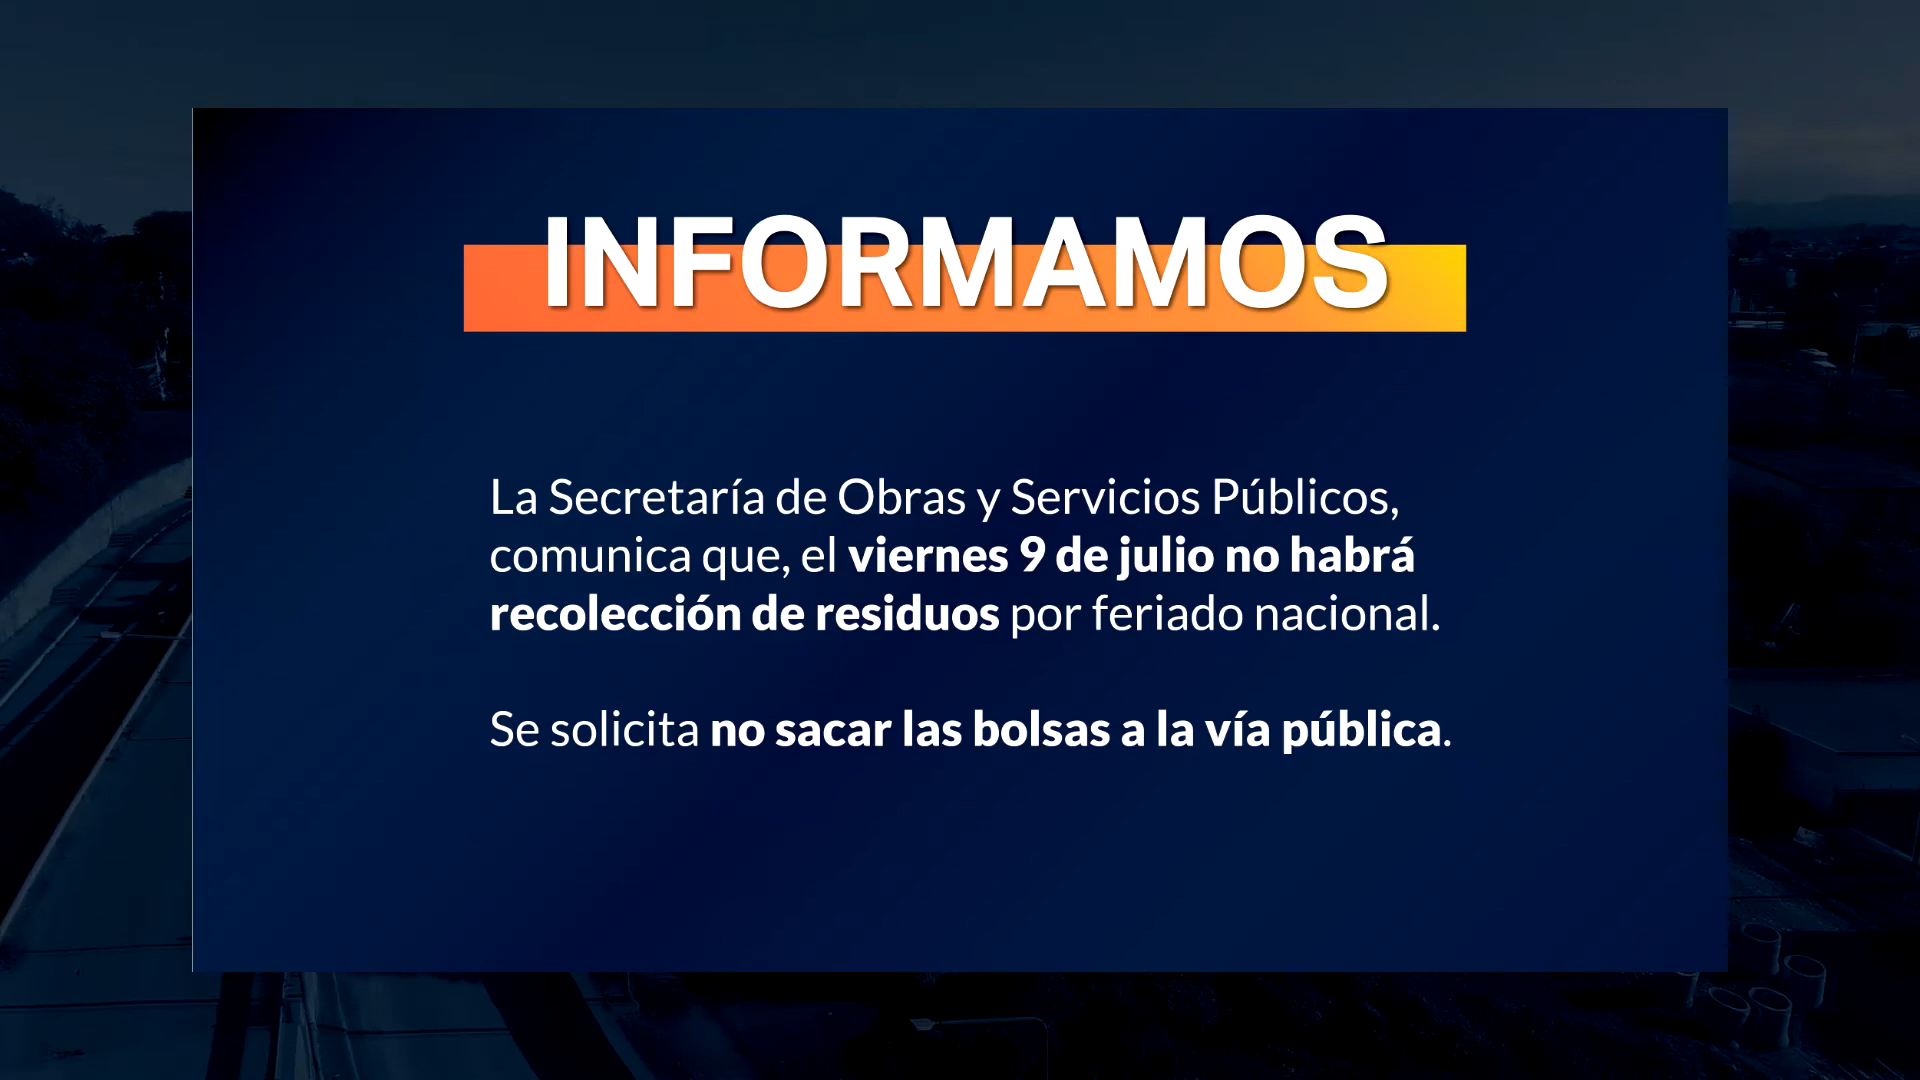 INFORMAMOS
La Secretaría de Obras y Servicios Públicos,
comunica que, el viernes 9 de julio no habrá
recolección de residuos por feriado nacional.
Se solicita no sacar las bolsas a la vía pública.